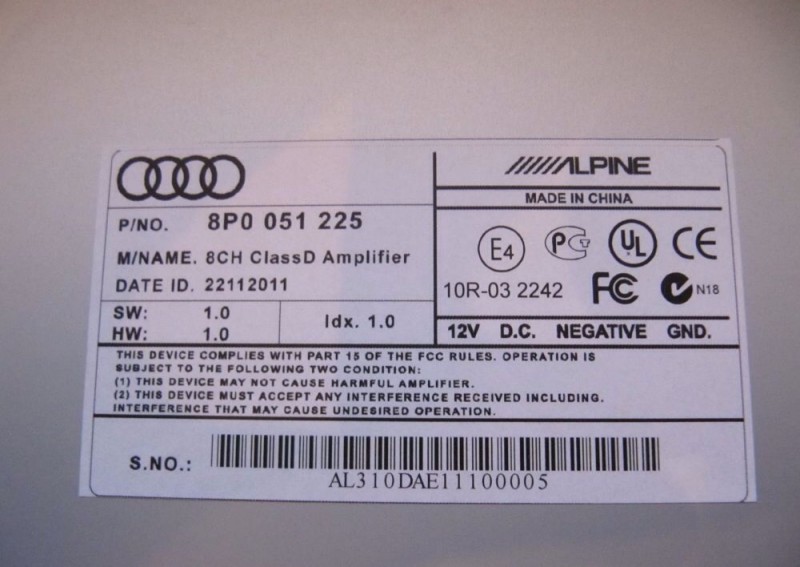 ALPINE
MADE IN CHINA
P/NO. 8P0 051 225
M/NAME. 8CH ClassD Amplifier
DATE ID. 22112011
E4 PG UL CE
10R-03 2242 FC N18
SW: 1.0
HW: 1.0
Idx. 1.0
12V D.C. NEGATIVE GND.
THIS DEVICE COMPLIES WITH PART 15 OF THE FCC RULES. OPERATION IS
SUBJECT TO THE FOLLOWING TWO CONDITION:
(1) THIS DEVICE MAY NOT CAUSE HARMFUL AMPLIFIER.
(2) THIS DEVICE MUST ACCEPT ANY INTERFERENCE RECEIVED INCLUDING.
INTERFERENCE THAT MAY CAUSE UNDESIRED OPERATION.
S.NO.:
AL310DAE11100005